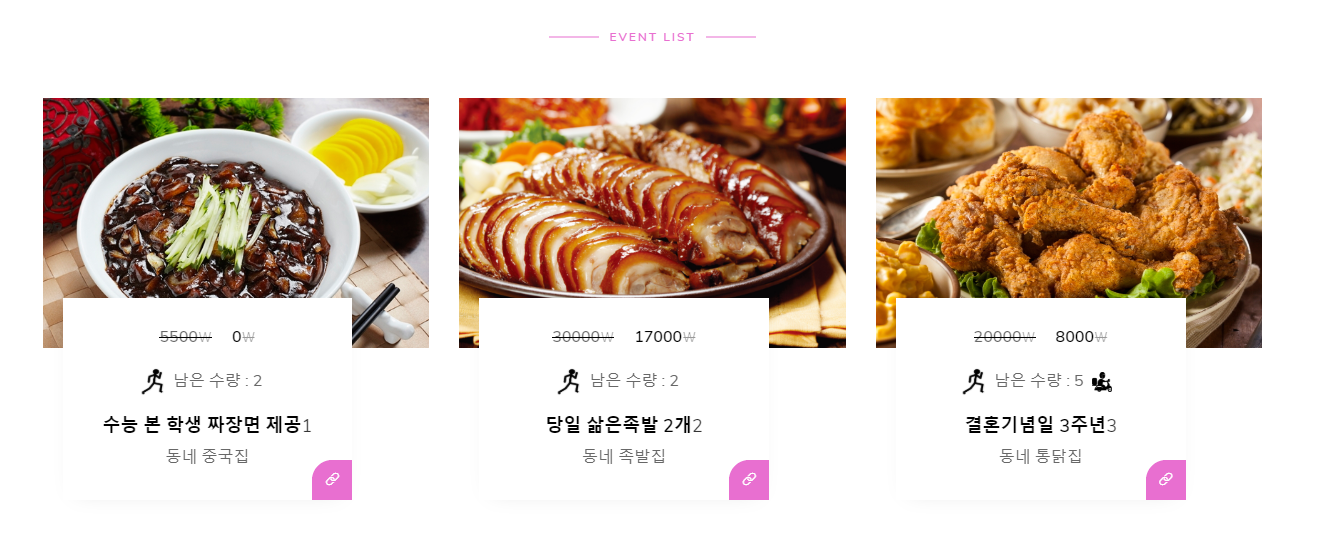 EVENT LIST
5500₩ 0₩
남은 수량 : 2
수능 본 학생 짜장면 제공1
동네 중국집
30000₩ 17000₩
남은 수량 : 2
당일 삶은족발 2개2
동네 족발집
20000₩ 8000₩
남은 수량 : 5
결혼기념일 3주년3
동네 통닭집